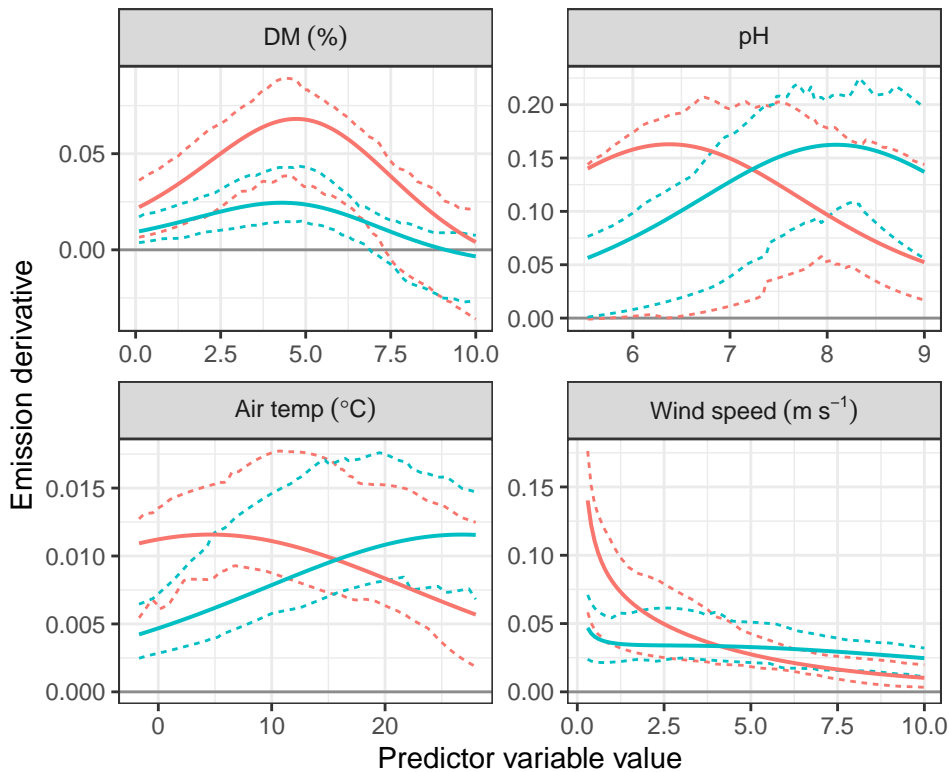 DM (%)
pH
0.05
0.00
0.20
0.15
0.10
0.05
0.00
0.0 2.5 5.0 7.5 10.0
6 7 8 9
Emission derivative
Air temp (°C)
Wind speed (m s⁻¹)
0.015
0.010
0.005
0.000
0.15
0.10
0.05
0.00
0 10 20
0.0 2.5 5.0 7.5 10.0
Predictor variable value